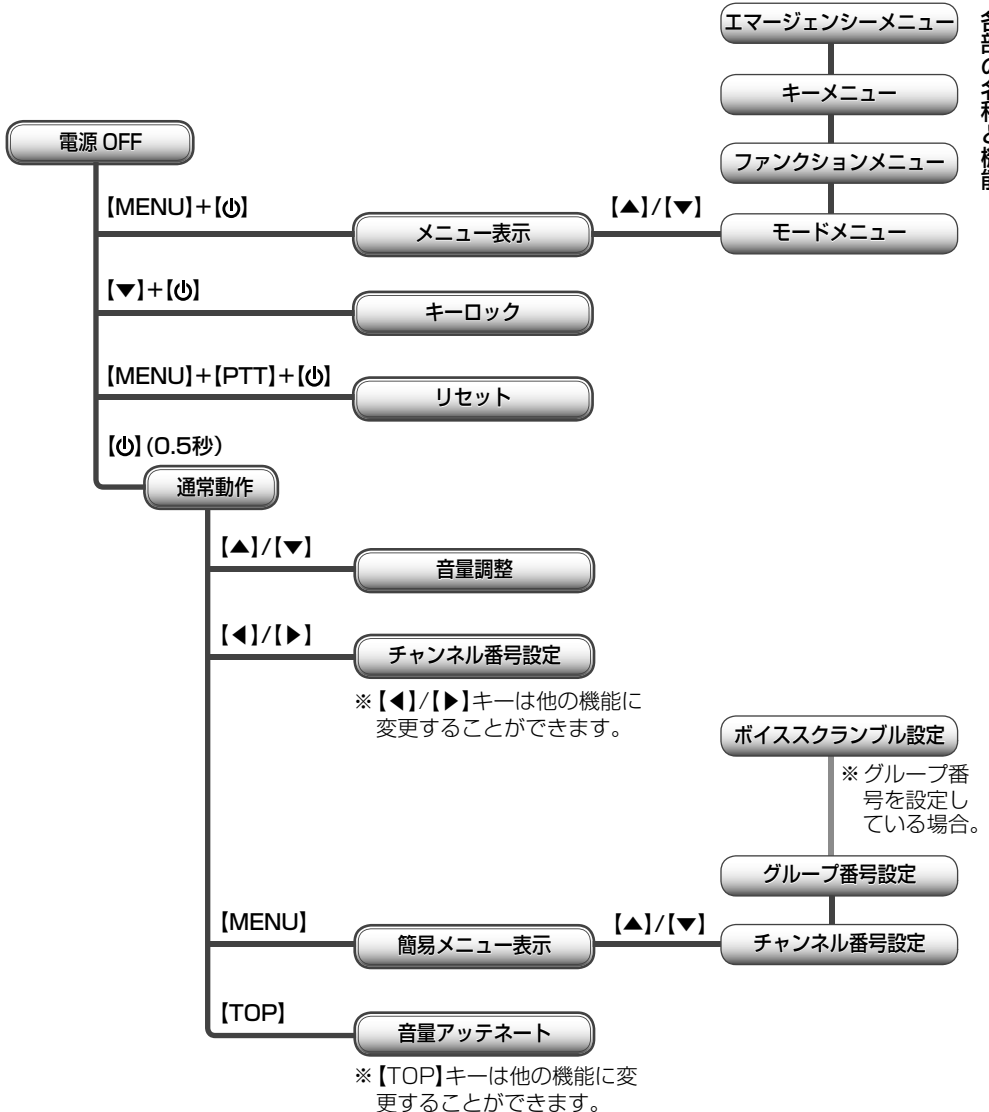 エマージェンシーメニュー
キーメニュー
ファンクションメニュー
モードメニュー
各部の名称と機能
電源 OFF
【MENU】+【⏻】
メニュー表示
【▲】/【▼】
【▼】+【⏻】
キーロック
【MENU】+【PTT】+【⏻】
リセット
【⏻】(0.5秒)
通常動作
【▲】/【▼】
音量調整
【◀】/【▶】
チャンネル番号設定
※【◀】/【▶】キーは他の機能に
変更することができます。
ボイススクランブル設定
※ グループ番
号を設定し
ている場合。
グループ番号設定
【MENU】
簡易メニュー表示
【▲】/【▼】
チャンネル番号設定
【TOP】
音量アッテネート
※【TOP】キーは他の機能に変
更することができます。